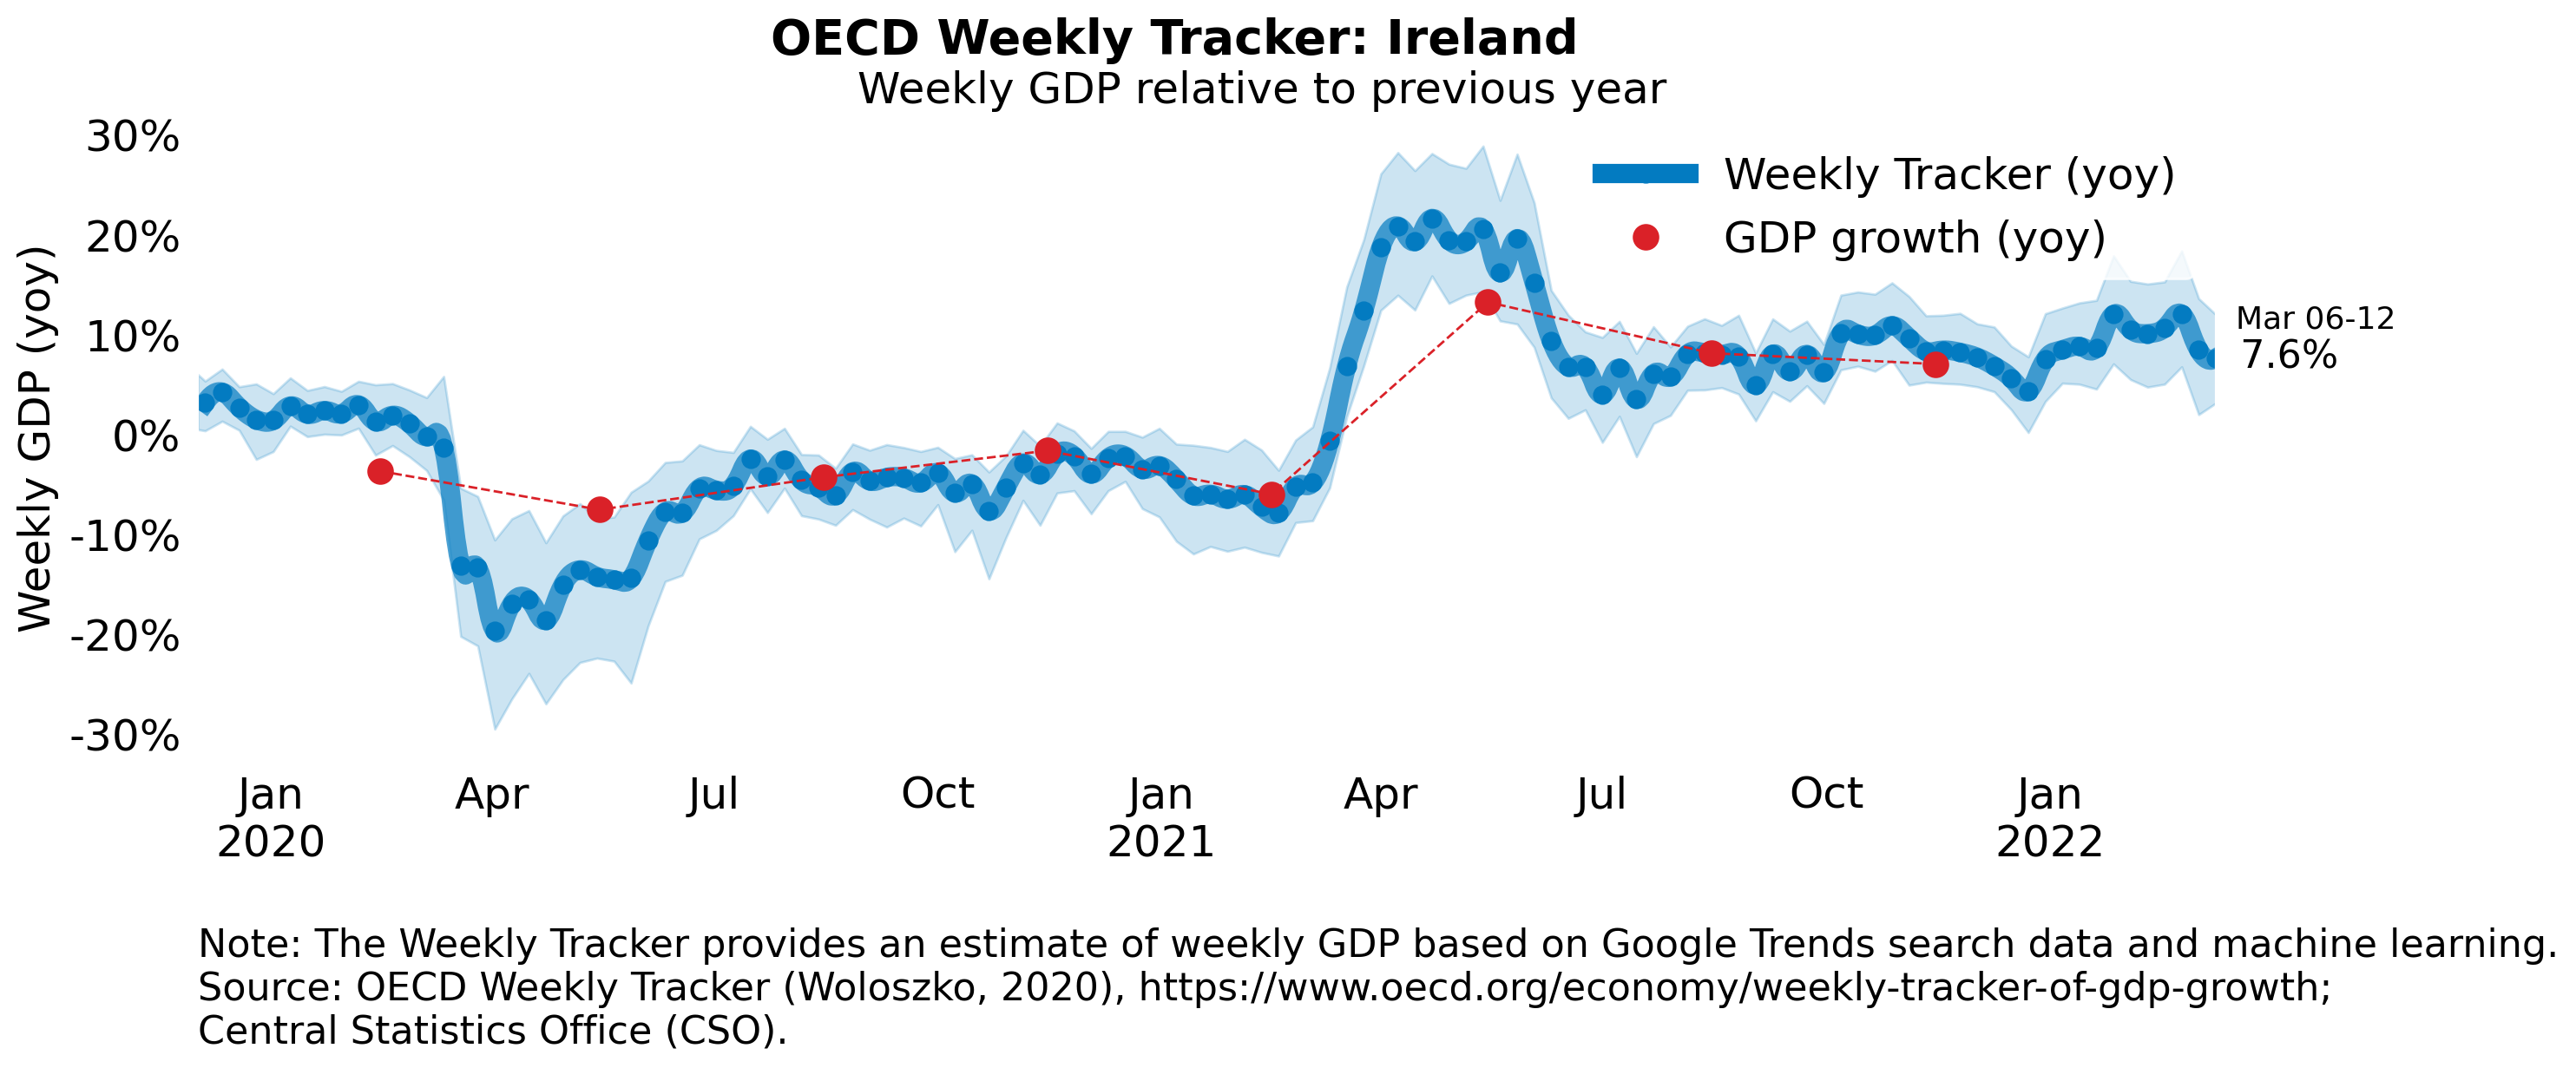 OECD Weekly Tracker: Ireland
Weekly GDP relative to previous year
Weekly GDP (yoy)
30%
20%
10%
0%
-10%
-20%
-30%
Weekly Tracker (yoy)
GDP growth (yoy)
Mar 06-12
7.6%
Jan Apr Jul Oct Jan Apr Jul Oct Jan
2020 2021 2022
Note: The Weekly Tracker provides an estimate of weekly GDP based on Google Trends search data and machine learning.
Source: OECD Weekly Tracker (Woloszko, 2020), https://www.oecd.org/economy/weekly-tracker-of-gdp-growth;
Central Statistics Office (CSO).